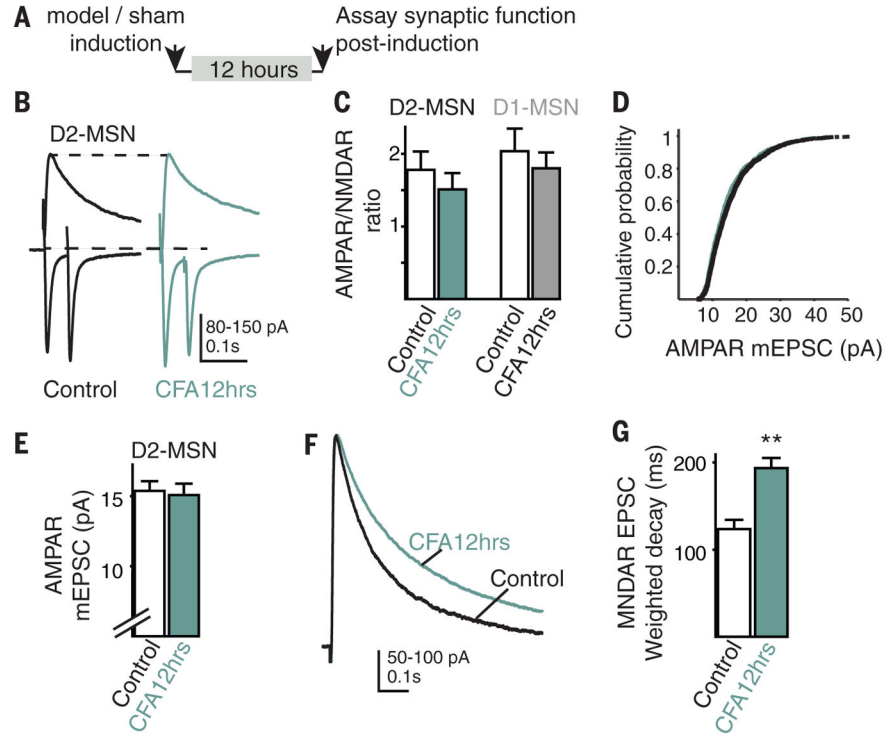 A
model / sham
induction
12 hours
Assay synaptic function
post-induction
B
D2-MSN
80-150 pA
0.1s
Control
CFA12hrs
C
D2-MSN
D1-MSN
AMPAR/NMDAR
ratio
2
1
Control
CFA12hrs
Control
CFA12hrs
D
Cumulative probability
1
0.8
0.6
0.4
0.2
10
20
30
40
50
AMPAR mEPSC (pA)
E
D2-MSN
AMPAR
mEPSC (pA)
15
10
Control
CFA12hrs
F
CFA12hrs
Control
50-100 pA
0.1s
G
MNDAR EPSC
Weighted decay (ms)
**
200
100
Control
CFA12hrs